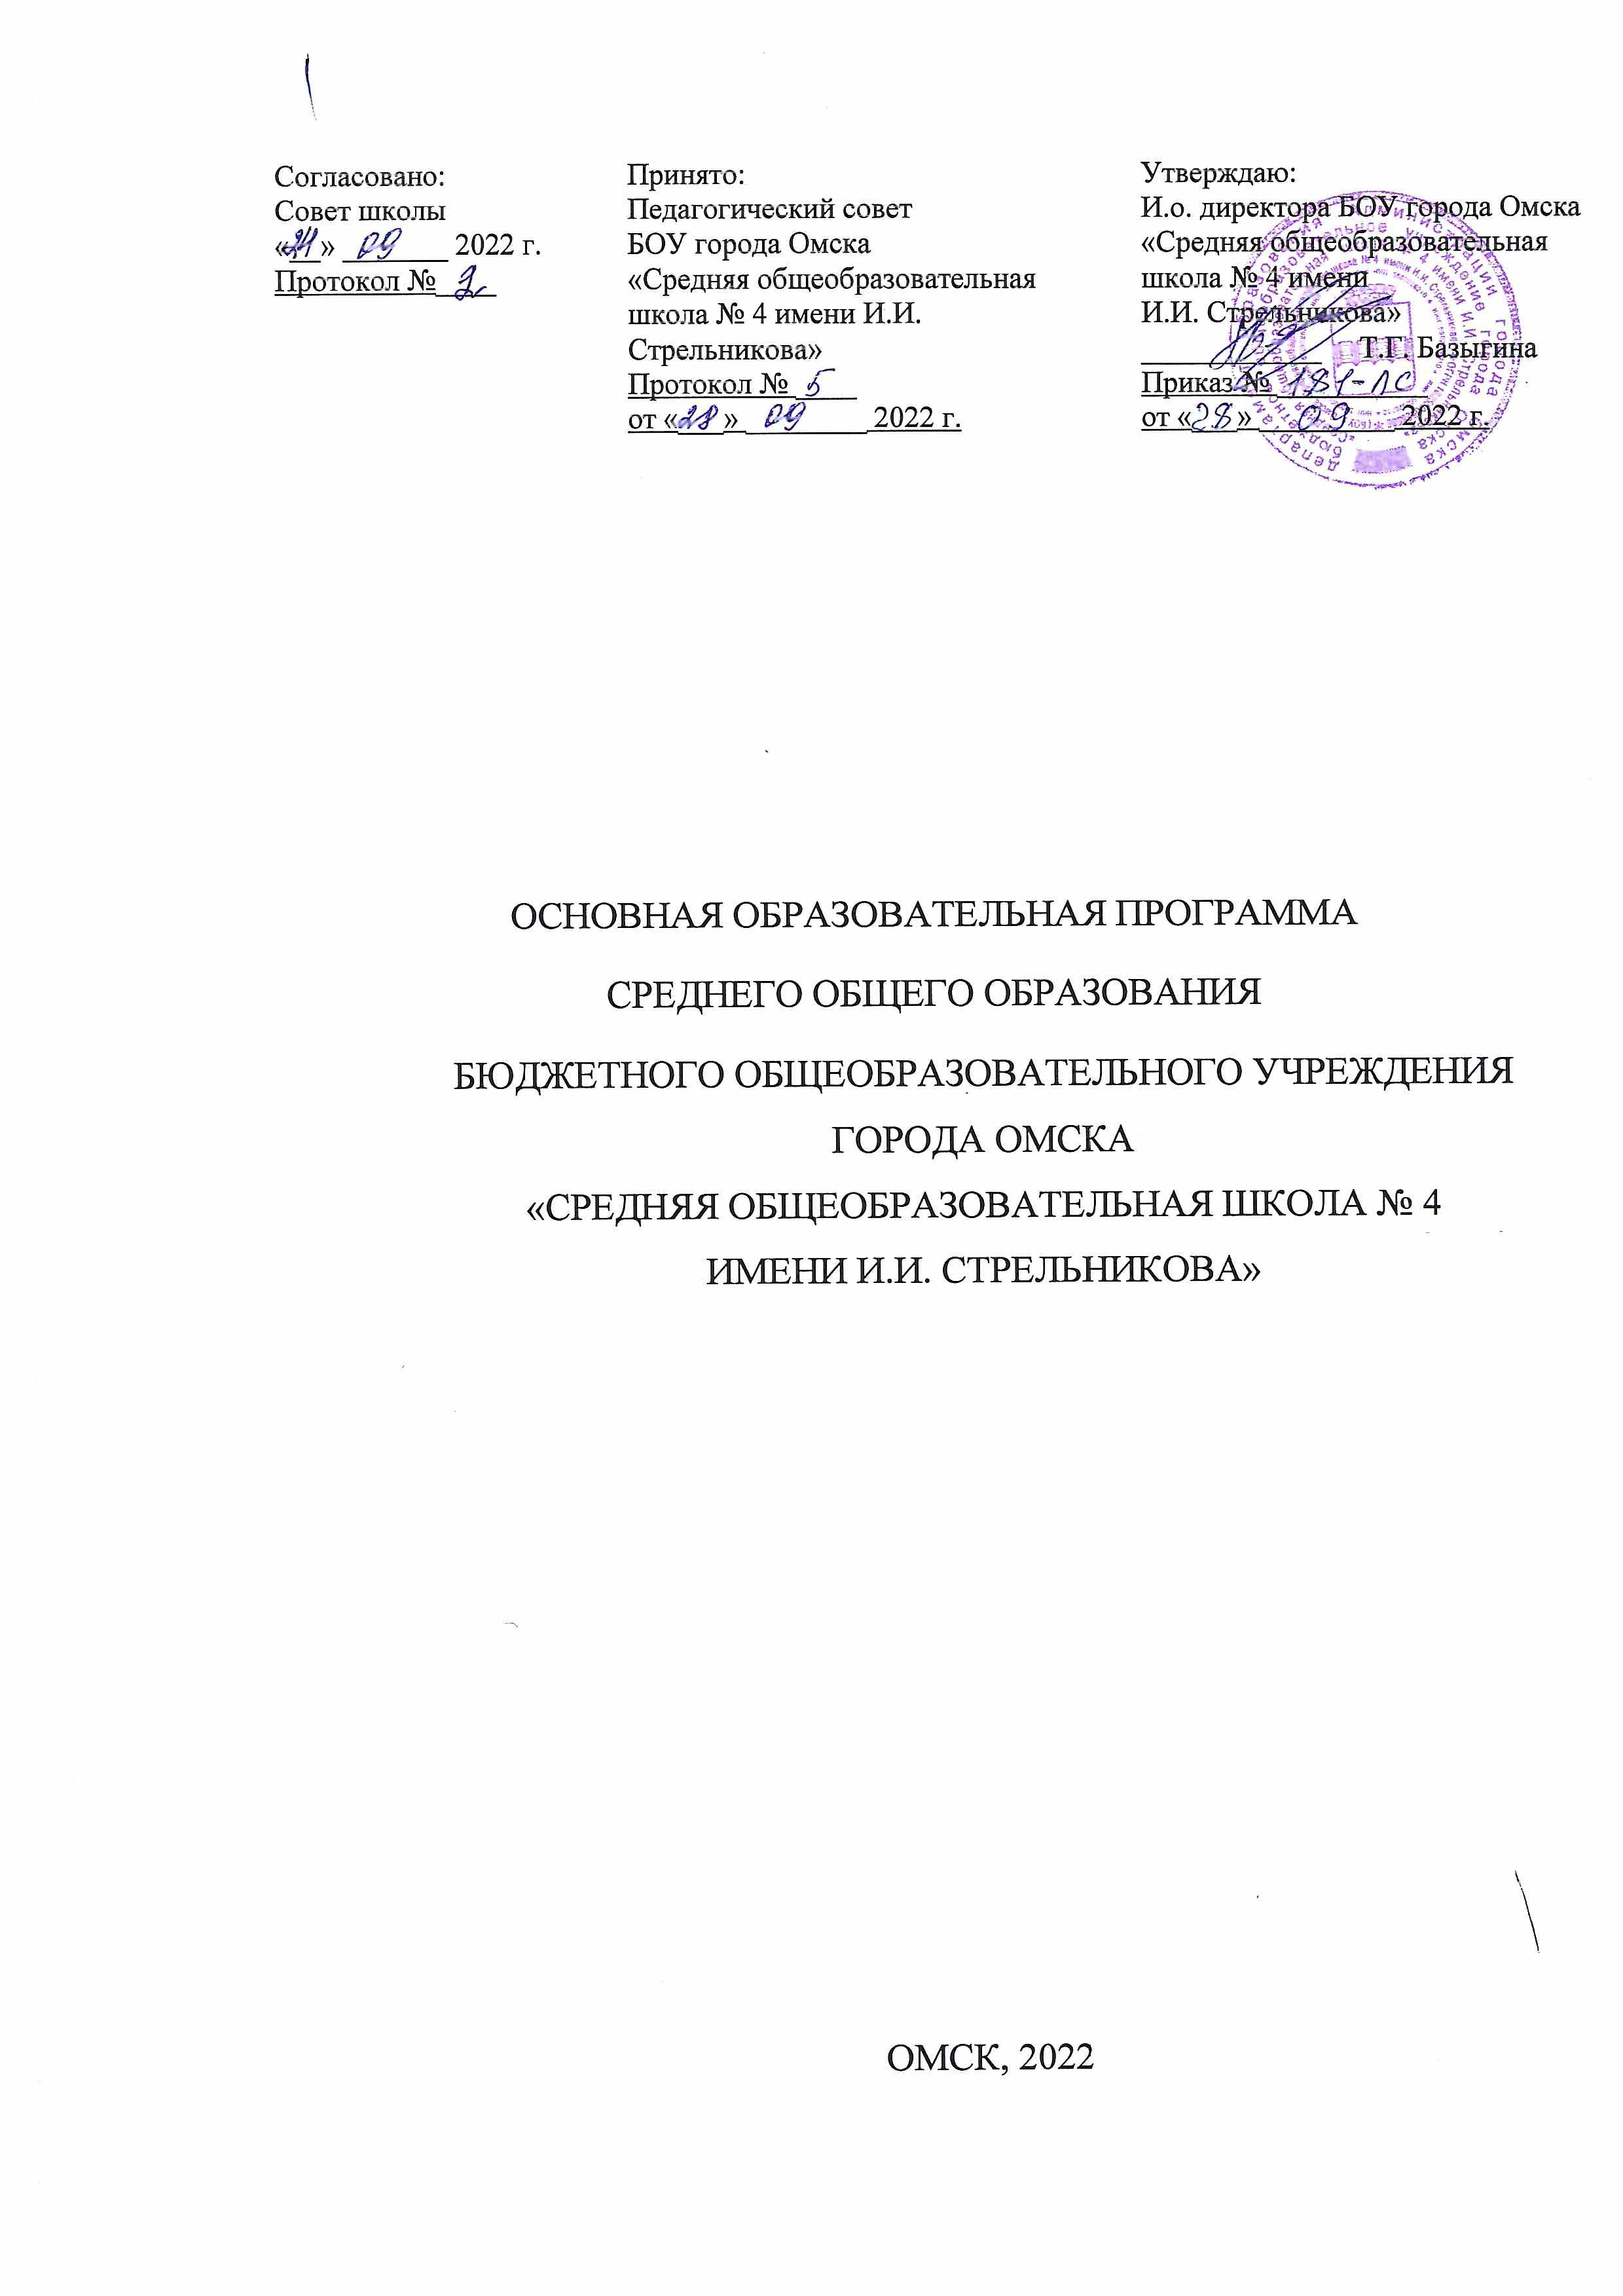 Согласовано:
Совет школы
« » 09 2022 г.
Протокол №
Принято:
Педагогический совет
БОУ города Омска
«Средняя общеобразовательная
школа № 4 имени И.И.
Стрельникова»
Протокол № 5
от «28» 09 2022 г.
Утверждаю:
И.о. директора БОУ города Омска
«Средняя общеобразовательная
школа № 4 имени
И.И. Стрельникова»
Т.Г. Базыгина
Приказ № 181-ЛС
от «28» 09 2022 г.
ОСНОВНАЯ ОБРАЗОВАТЕЛЬНАЯ ПРОГРАММА
СРЕДНЕГО ОБЩЕГО ОБРАЗОВАНИЯ
БЮДЖЕТНОГО ОБЩЕОБРАЗОВАТЕЛЬНОГО УЧРЕЖДЕНИЯ
ГОРОДА ОМСКА
«СРЕДНЯЯ ОБЩЕОБРАЗОВАТЕЛЬНАЯ ШКОЛА № 4
ИМЕНИ И.И. СТРЕЛЬНИКОВА»
ОМСК, 2022